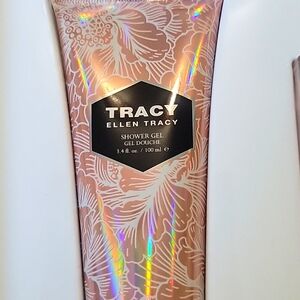 TRACY
ELLEN TRACY
SHOWER GEL
GEL DOUCHE
3.4 fl. oz. / 100 ml. e